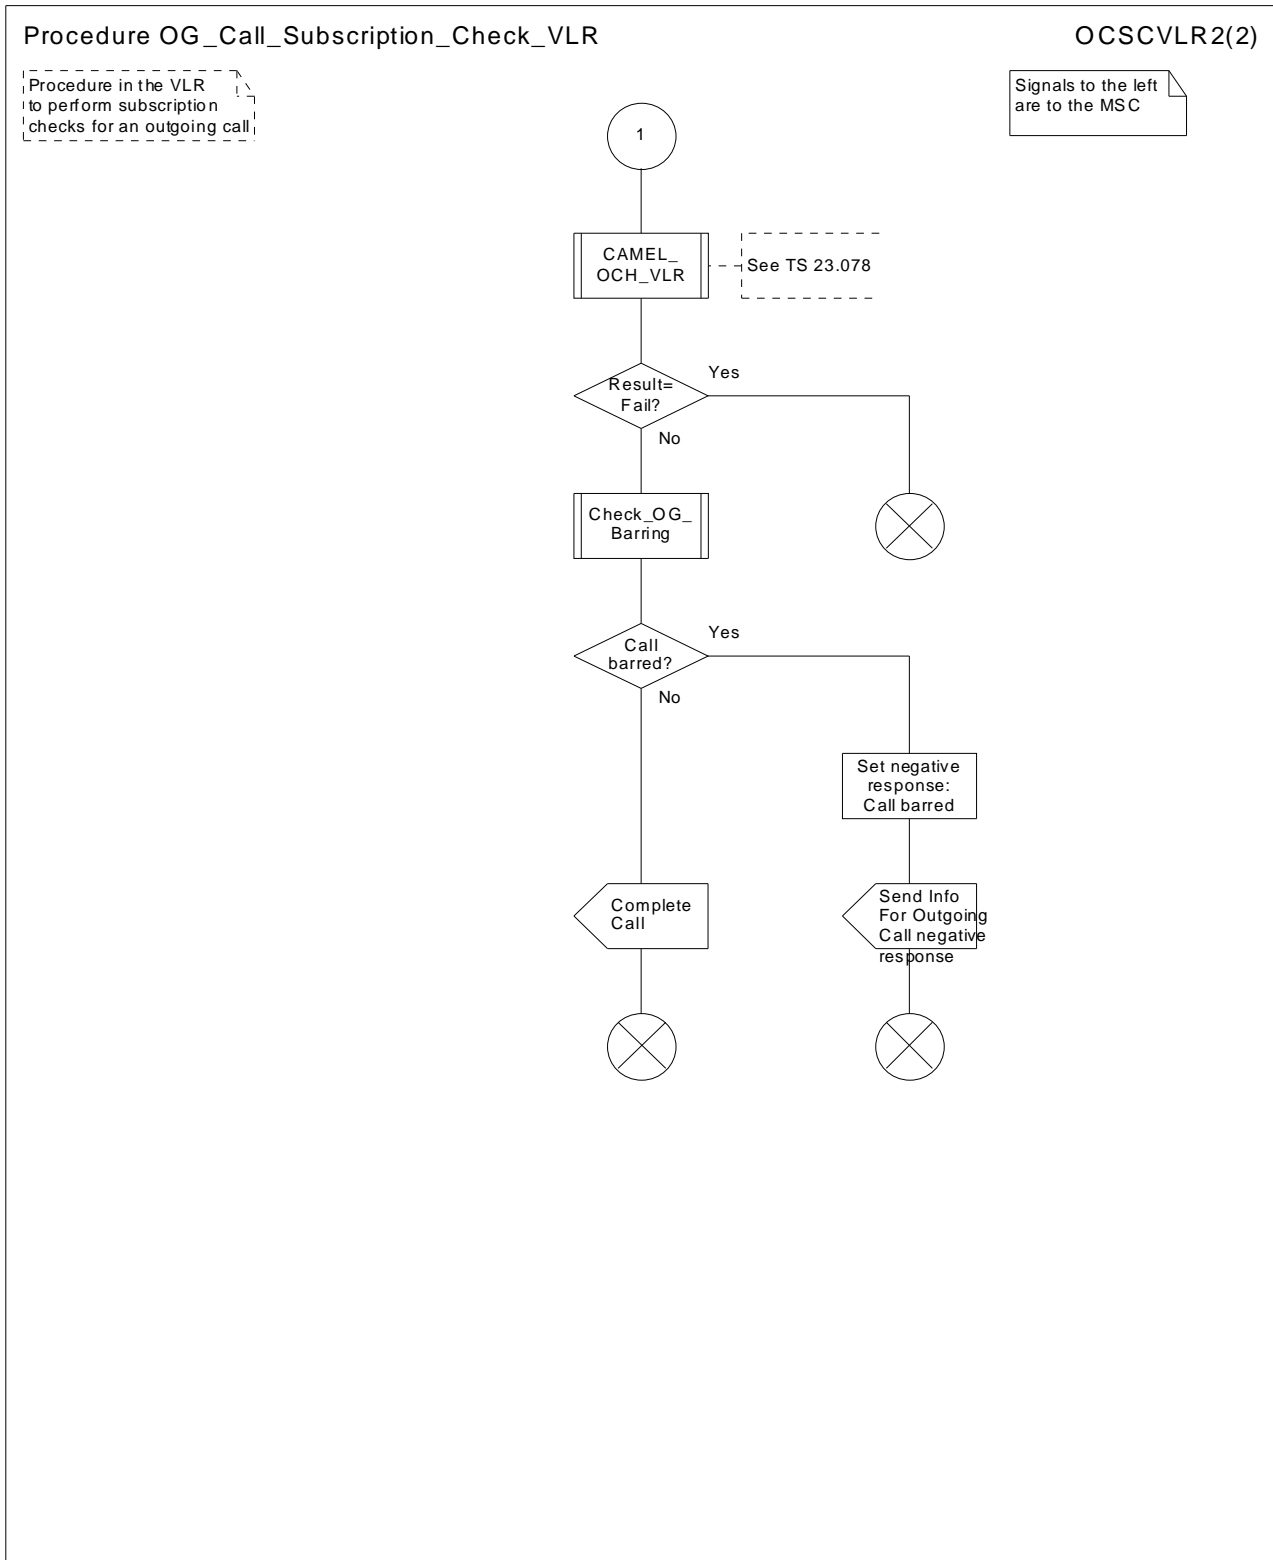 Procedure OG_Call_Subscription_Check_VLR
OCSCVLR2(2)
Procedure in the VLR
to perform subscription
checks for an outgoing call
Signals to the left
are to the MSC
1
CAMEL_
OCH_VLR
See TS 23.078
Result=
Fail?
Yes
No
Check_OG_
Barring
Call
barred?
Yes
No
Set negative
response:
Call barred
Complete
Call
Send Info
For Outgoing
Call negative
response